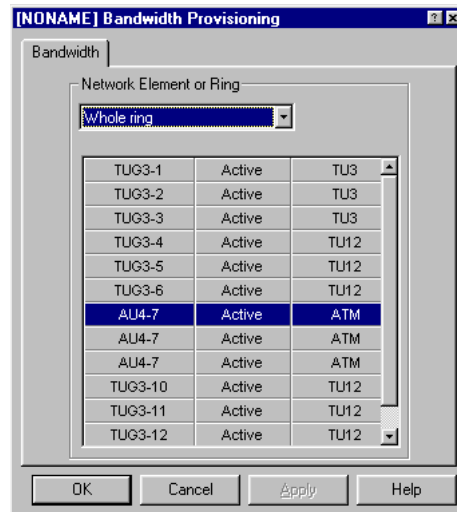 [NONAME] Bandwidth Provisioning
Bandwidth
Network Element or Ring
Whole ring
TUG3-1 Active TU3
TUG3-2 Active TU3
TUG3-3 Active TU3
TUG3-4 Active TU12
TUG3-5 Active TU12
TUG3-6 Active TU12
AU4-7 Active ATM
AU4-7 Active ATM
AU4-7 Active ATM
TUG3-10 Active TU12
TUG3-11 Active TU12
TUG3-12 Active TU12
OK Cancel Apply Help